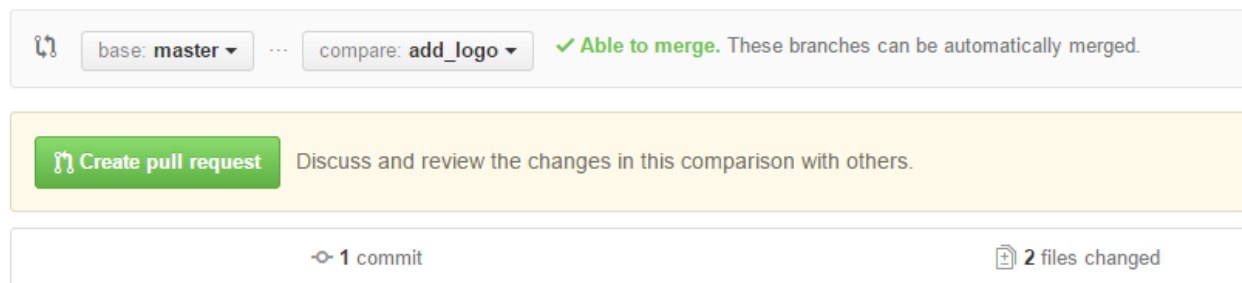 base: master ... compare: add_logo Able to merge. These branches can be automatically merged.
Create pull request Discuss and review the changes in this comparison with others.
1 commit 2 files changed